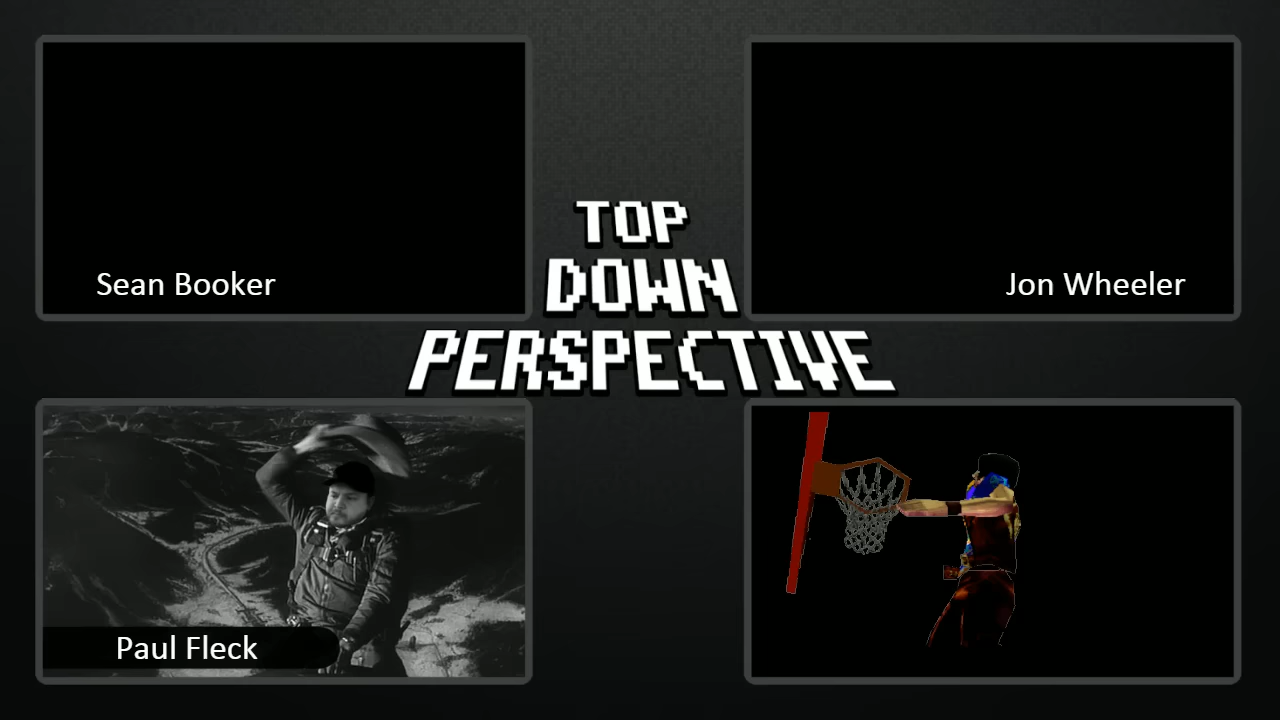 TOP
DOWN
PERSPECTIVE
Sean Booker
Jon Wheeler
Paul Fleck